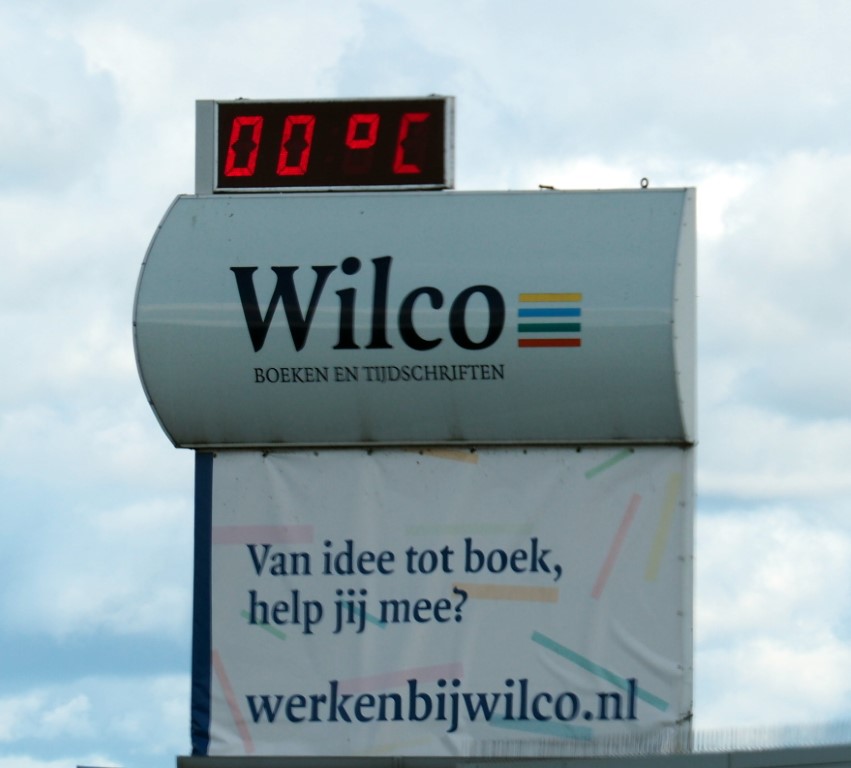 00 °C
Wilco
BOEKEN EN TIJDSCHRIFTEN
Van idee tot boek,
help jij mee?
werkenbijwilco.nl